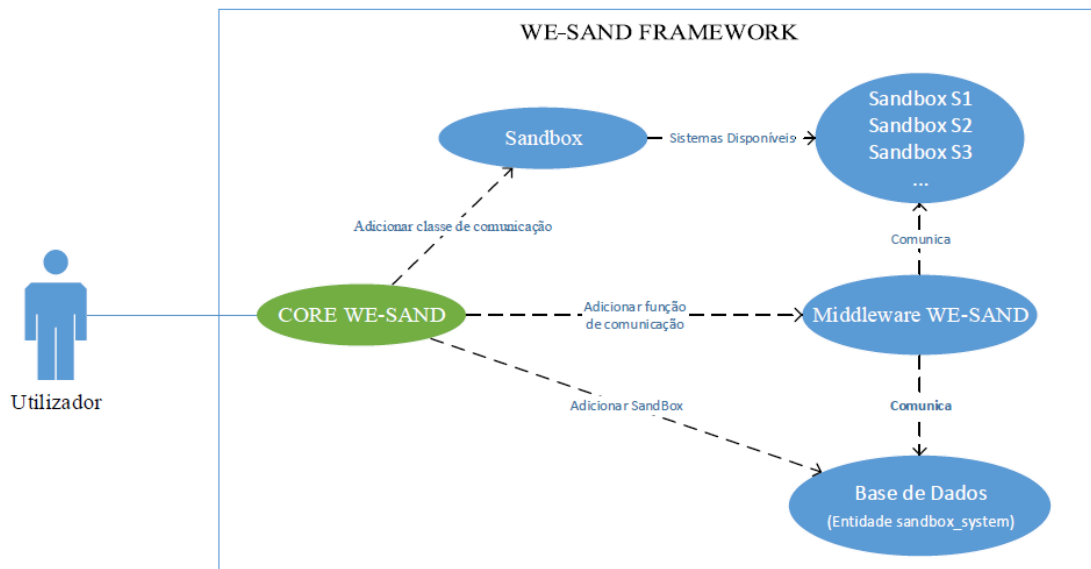 WE-SAND FRAMEWORK
Sandbox
Sistemas Disponíveis
Sandbox S1
Sandbox S2
Sandbox S3
...
Adicionar classe de comunicação
Comunica
CORE WE-SAND
Adicionar função
de comunicação
Middleware WE-SAND
Utilizador
Adicionar SandBox
Comunica
Base de Dados
(Entidade sandbox_system)